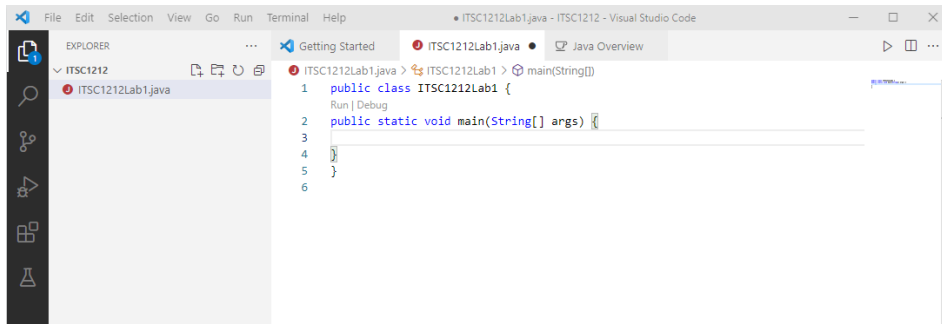 File Edit Selection View Go Run Terminal Help ● ITSC1212Lab1.java - ITSC1212 - Visual Studio Code
EXPLORER ...
Getting Started ITSC1212Lab1.java ● Java Overview ...
ITSC1212
ITSC1212Lab1.java
ITSC1212Lab1.java > ITSC1212Lab1 > main(String[])
1 public class ITSC1212Lab1 {
Run | Debug
2 public static void main(String[] args) {
3
4 }
5 }
6
1